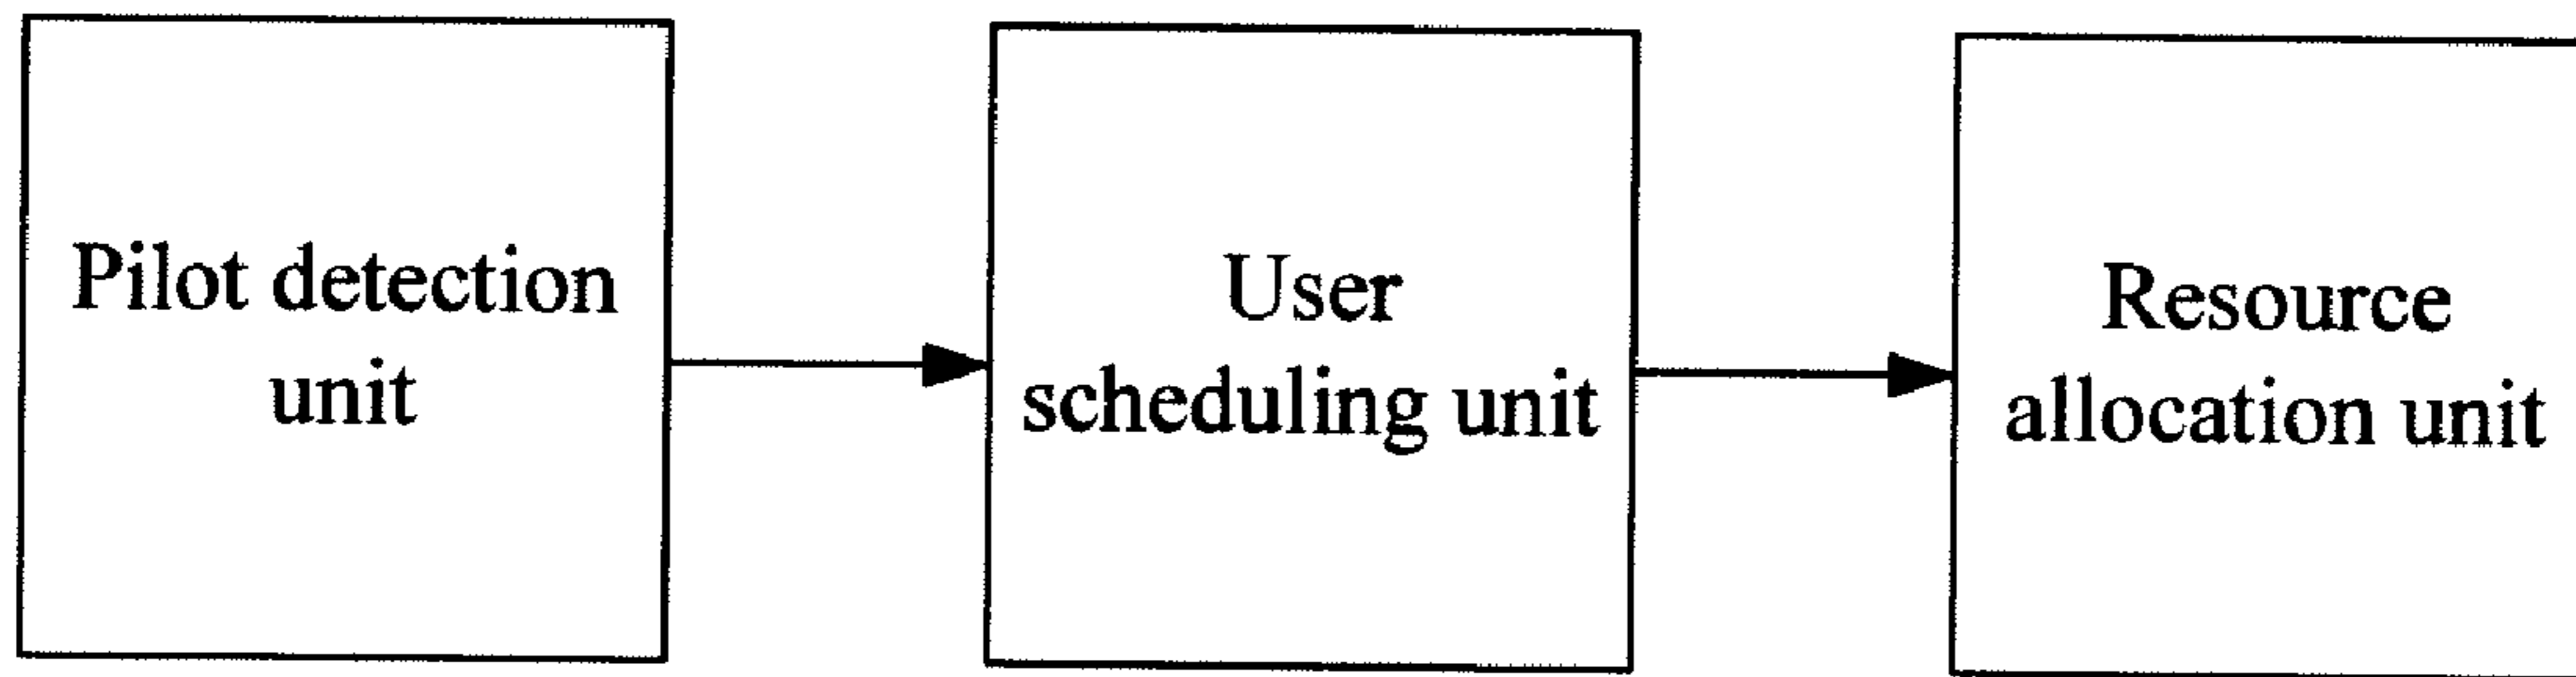 Pilot detection
unit
User
scheduling unit
Resource
allocation unit